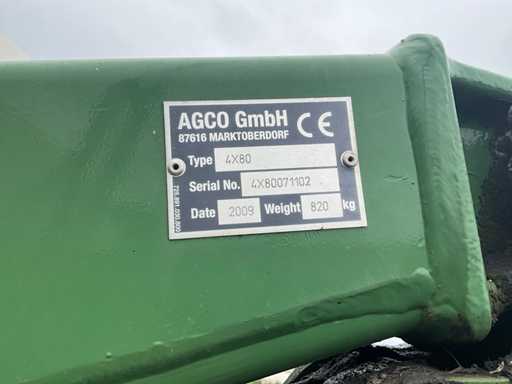 AGCO GmbH CE
87616 MARKTOBERDORF
Type 4X80
Serial No. 4X80071102
Date 2009 Weight 820 kg